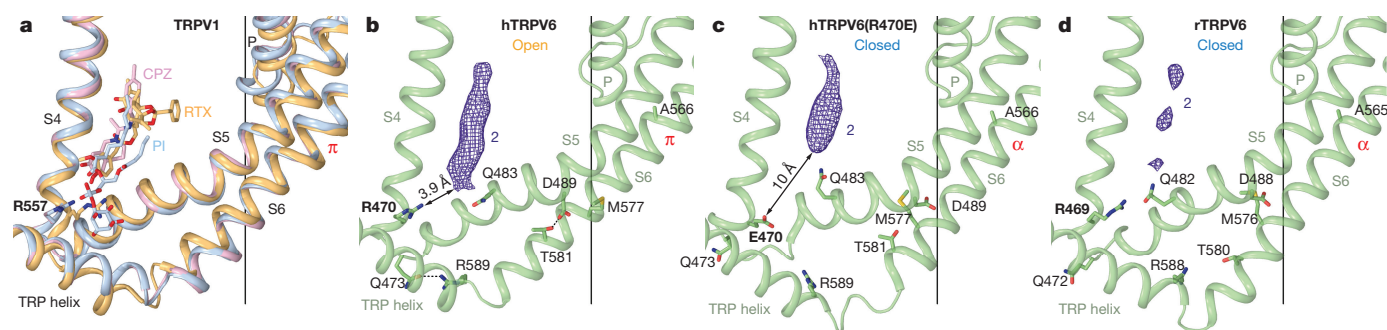 a
TRPV1
P
CPZ
RTX
S4
PI
S5
π
R557
S6
TRP helix
b
hTRPV6
Open
P
S4
2
A566
S5
π
3.9 Å
Q483
D489
S6
R470
M577
T581
Q473
R589
TRP helix
c
hTRPV6(R470E)
Closed
P
S4
2
A566
S5
α
10 Å
S6
Q483
D489
M577
E470
T581
Q473
R589
TRP helix
d
rTRPV6
Closed
P
2
S4
A565
S5
α
Q482
D488
S6
R469
M576
T580
Q472
R588
TRP helix